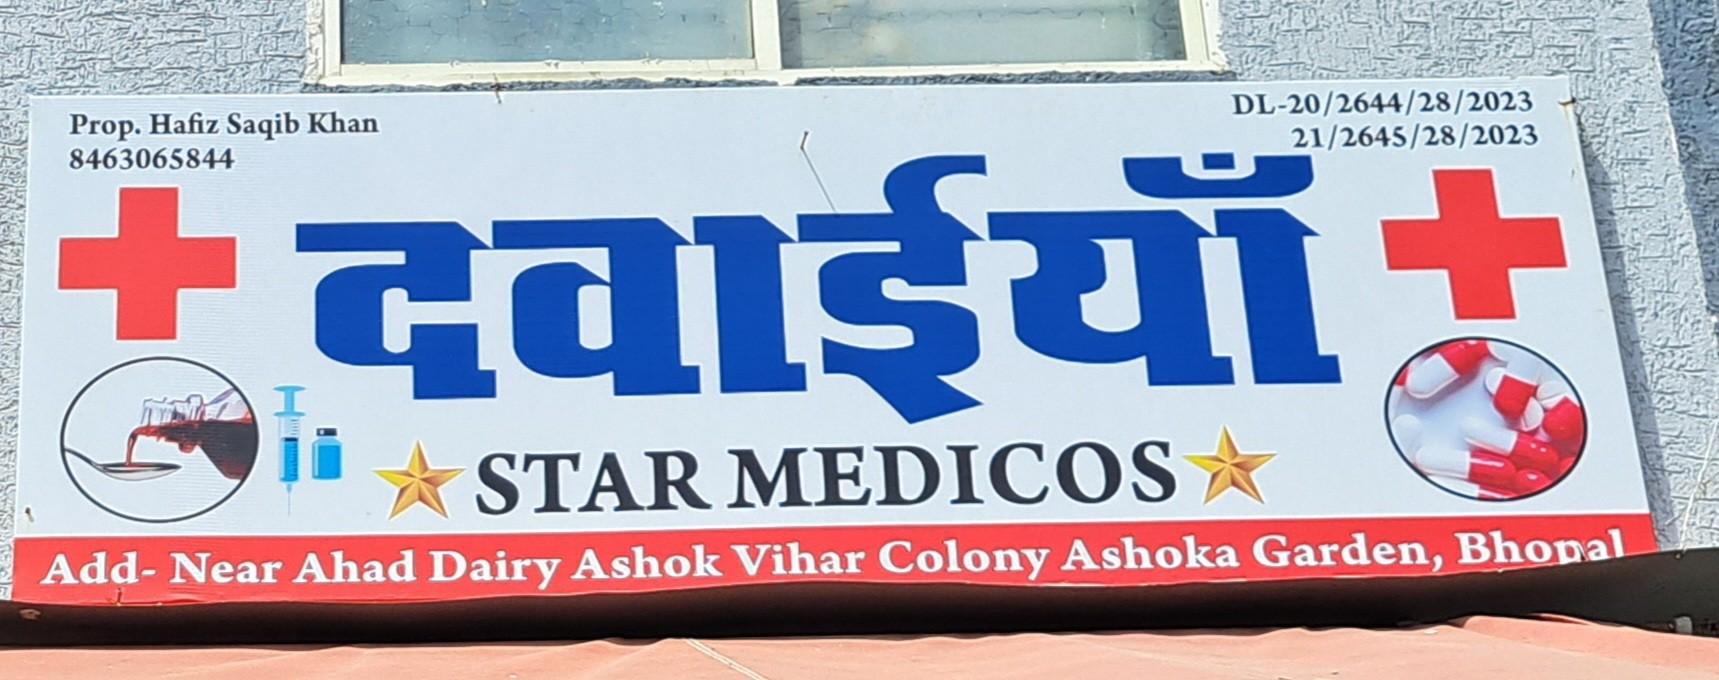 Prop. Hafiz Saqib Khan
8463065844
DL-20/2644/28/2023
21/2645/28/2023
दवाईयाँ
STAR MEDICOS
Add- Near Ahad Dairy Ashok Vihar Colony Ashoka Garden, Bhopal